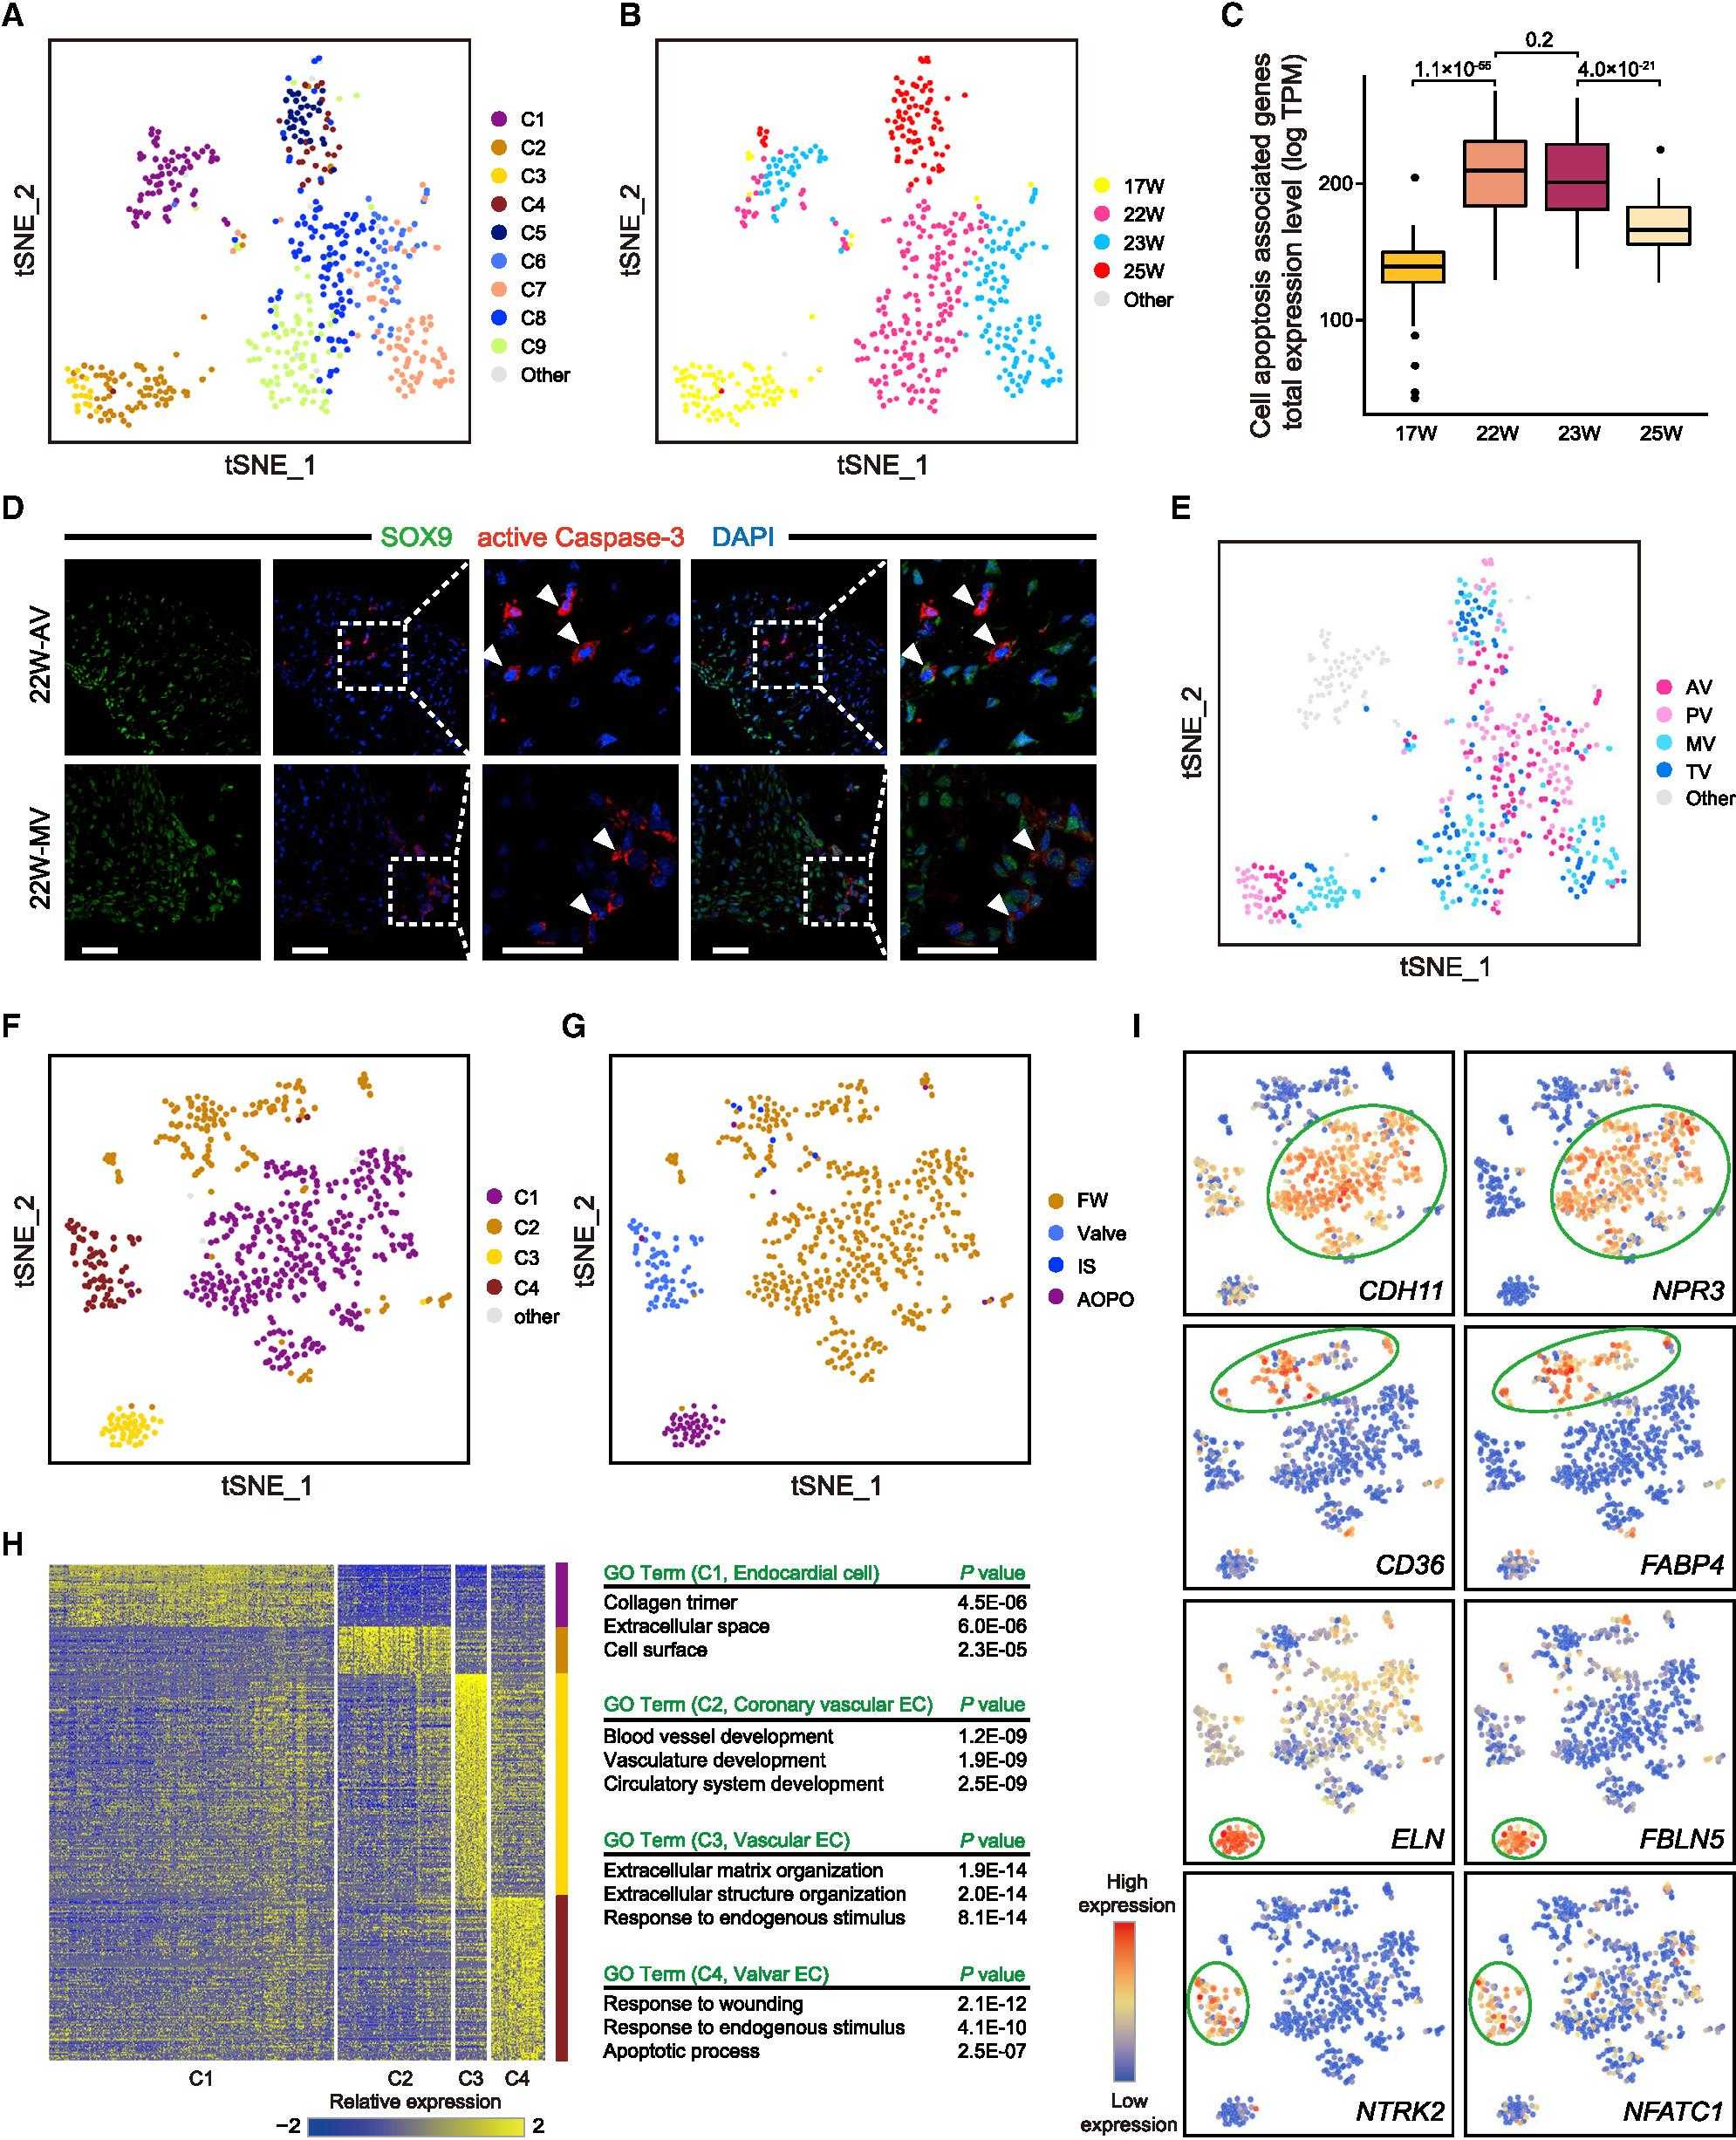 A
tSNE_2
tSNE_1
C1
C2
C3
C4
C5
C6
C7
C8
C9
Other
B
tSNE_2
tSNE_1
17W
22W
23W
25W
Other
C
Cell apoptosis associated genes
total expression level (log TPM)
0.2
1.1×10⁻⁵⁵
4.0×10⁻²¹
200
100
17W 22W 23W 25W
D
SOX9 active Caspase-3 DAPI
22W-AV
22W-MV
E
tSNE_2
tSNE_1
AV
PV
MV
TV
Other
F
tSNE_2
tSNE_1
C1
C2
C3
C4
other
G
tSNE_2
tSNE_1
FW
Valve
IS
AOPO
H
C1 C2 C3 C4
Relative expression
−2 2
GO Term (C1, Endocardial cell) P value
Collagen trimer 4.5E-06
Extracellular space 6.0E-06
Cell surface 2.3E-05
GO Term (C2, Coronary vascular EC) P value
Blood vessel development 1.2E-09
Vasculature development 1.9E-09
Circulatory system development 2.5E-09
GO Term (C3, Vascular EC) P value
Extracellular matrix organization 1.9E-14
Extracellular structure organization 2.0E-14
Response to endogenous stimulus 8.1E-14
GO Term (C4, Valvar EC) P value
Response to wounding 2.1E-12
Response to endogenous stimulus 4.1E-10
Apoptotic process 2.5E-07
I
CDH11
NPR3
CD36
FABP4
ELN
FBLN5
NTRK2
NFATC1
High
expression
Low
expression